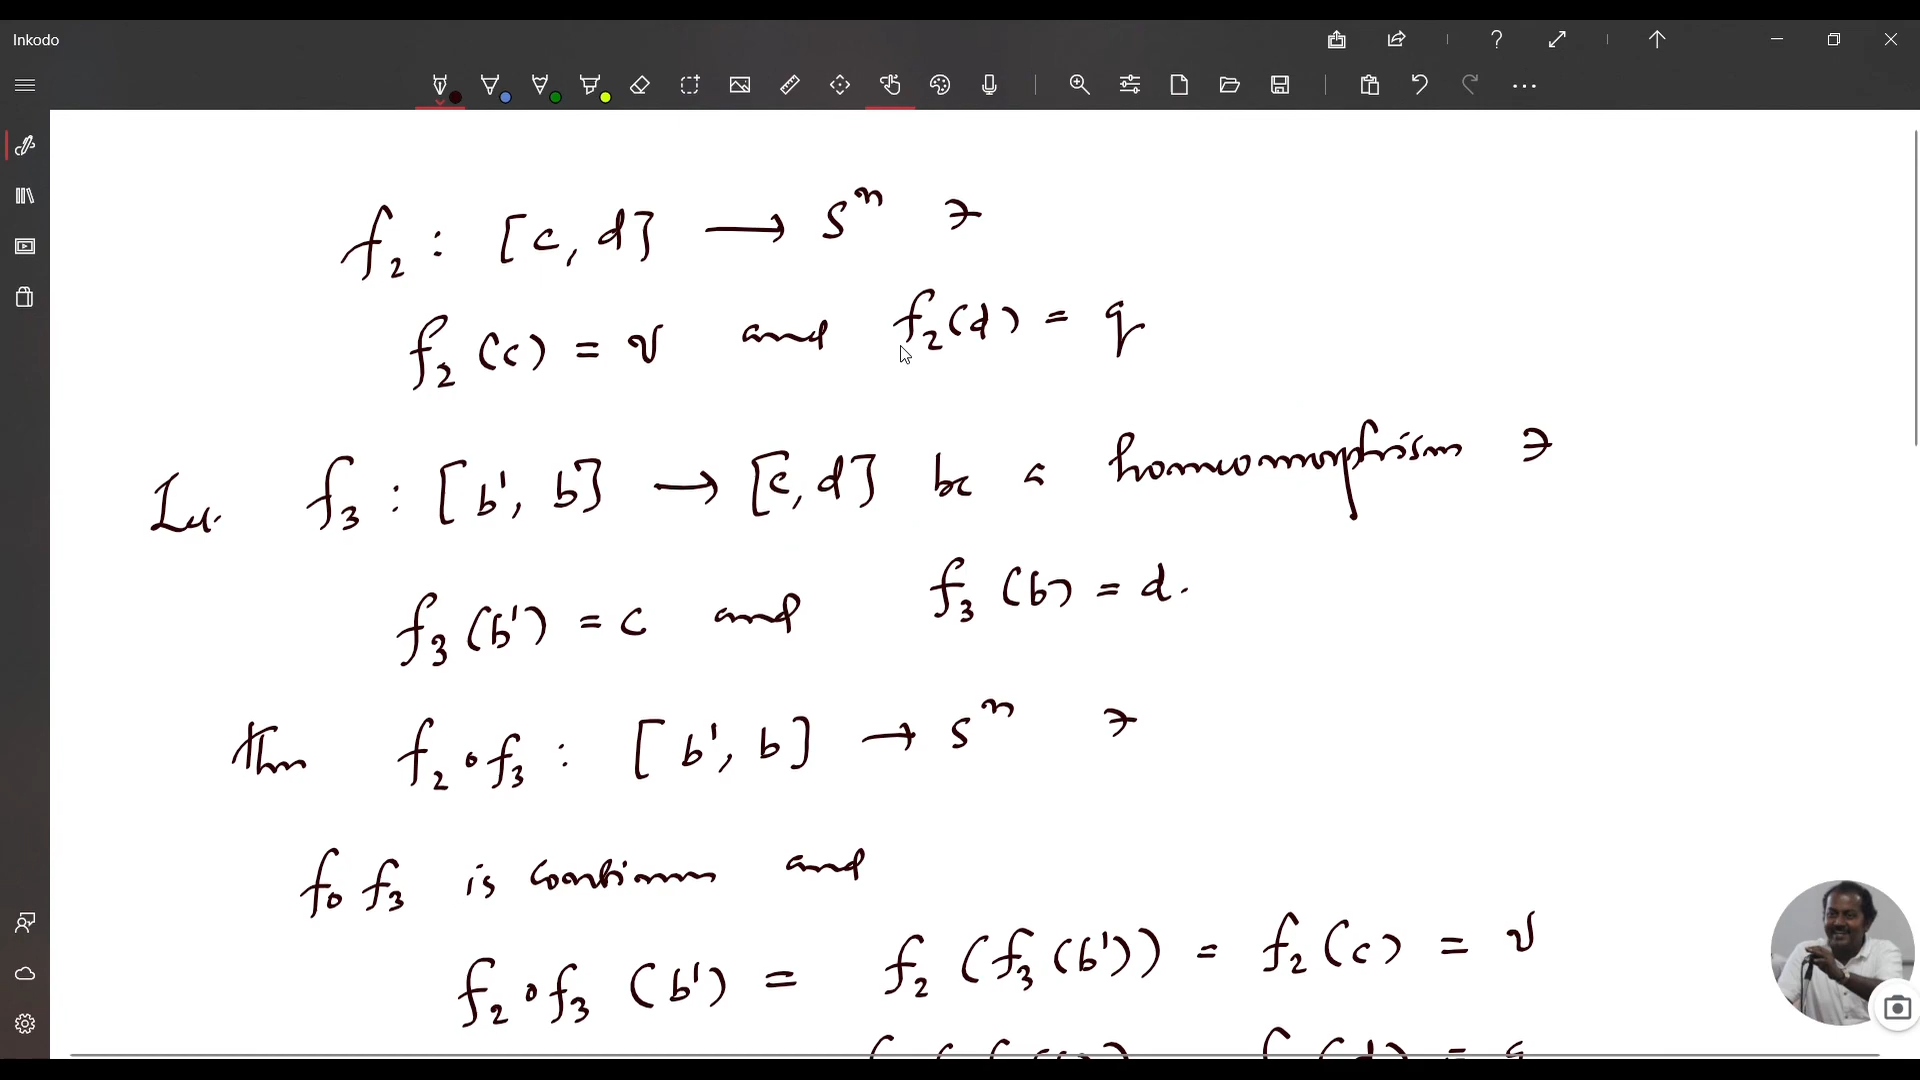 Inkodo
f₂ : [c, d] ⟶ Sⁿ ∋
f₂ (c) = v and f₂(d) = q
Let f₃ : [b', b] ⟶ [c, d] be a homeomorphism ∋
f₃ (b') = c and f₃ (b) = d.
Then f₂ ∘ f₃ : [b', b] → Sⁿ ∋
f∘ f₃ is continuous and
f₂ ∘ f₃ (b') = f₂ (f₃ (b')) = f₂ (c) = v